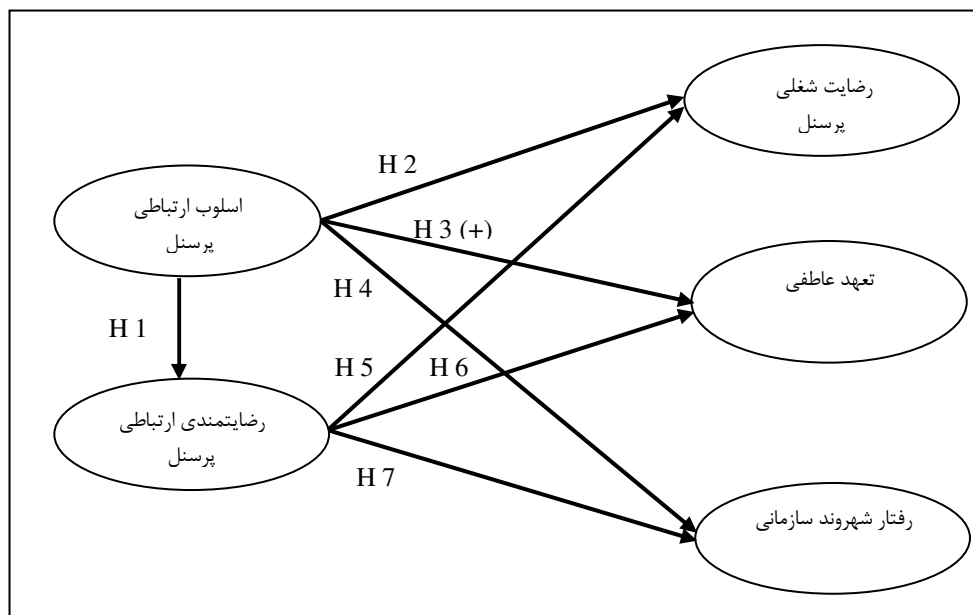 رضایت شغلی
پرسنل
H 2
اسلوب ارتباطی
پرسنل
H 3 (+)
تعهد عاطفی
H 4
H 1
H 5
H 6
رضایتمندی ارتباطی
پرسنل
H 7
رفتار شهروند سازمانی